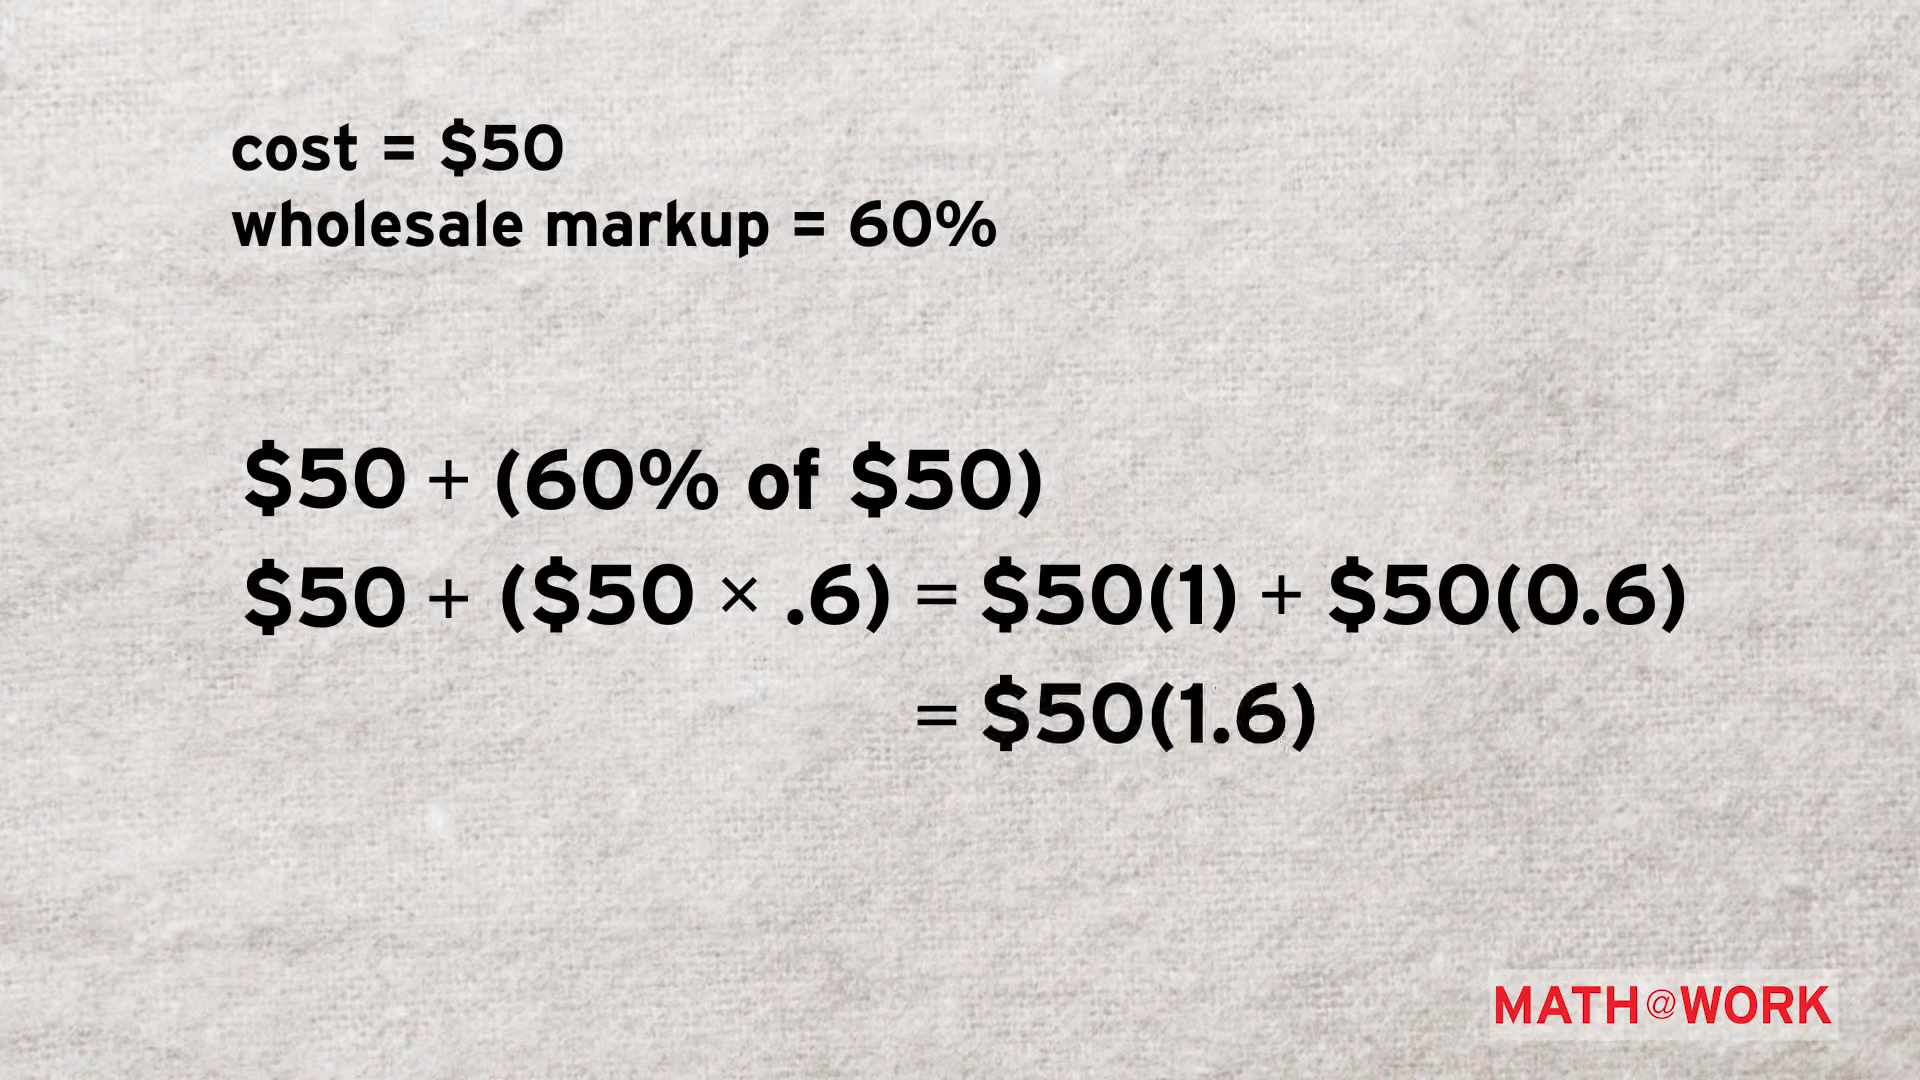 cost = $50
wholesale markup = 60%
$50 + (60% of $50)
$50 + ($50 × .6) = $50(1) + $50(0.6)
= $50(1.6)
MATH@WORK